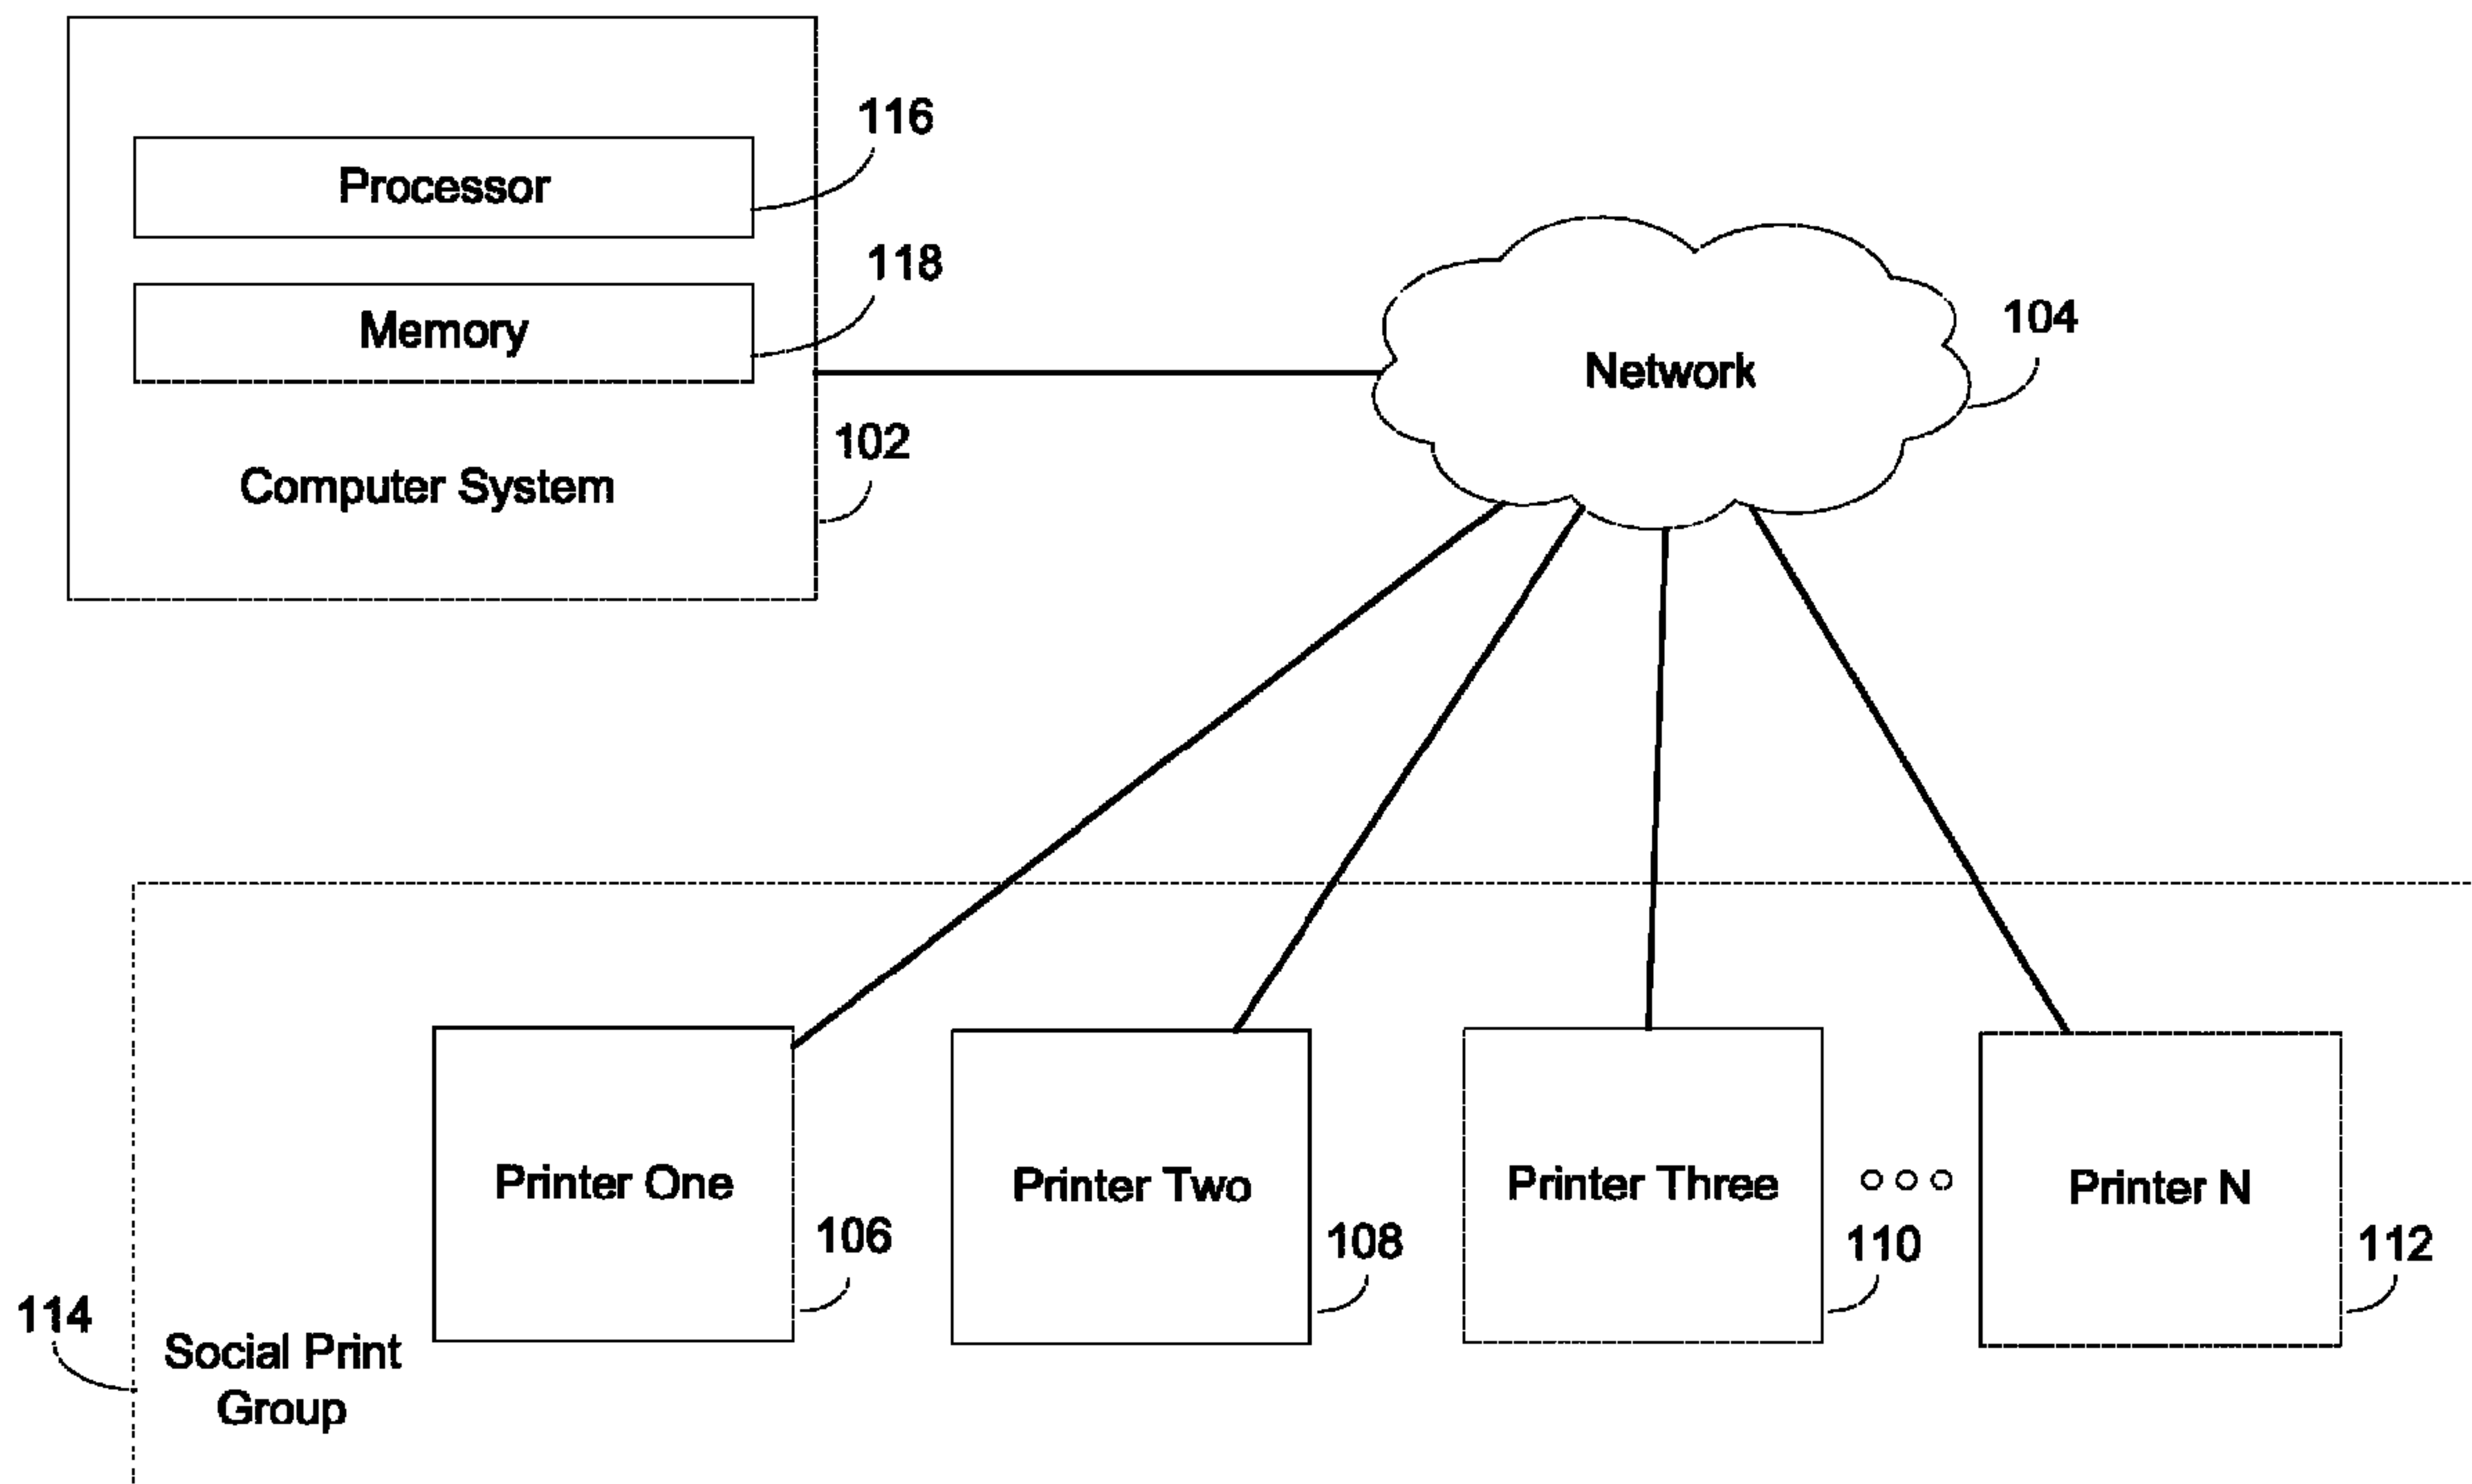 116
Processor
118
Memory
104
Network
102
Computer System
Printer One
Printer Two
Printer Three
Printer N
106
108
110
112
114
Social Print
Group